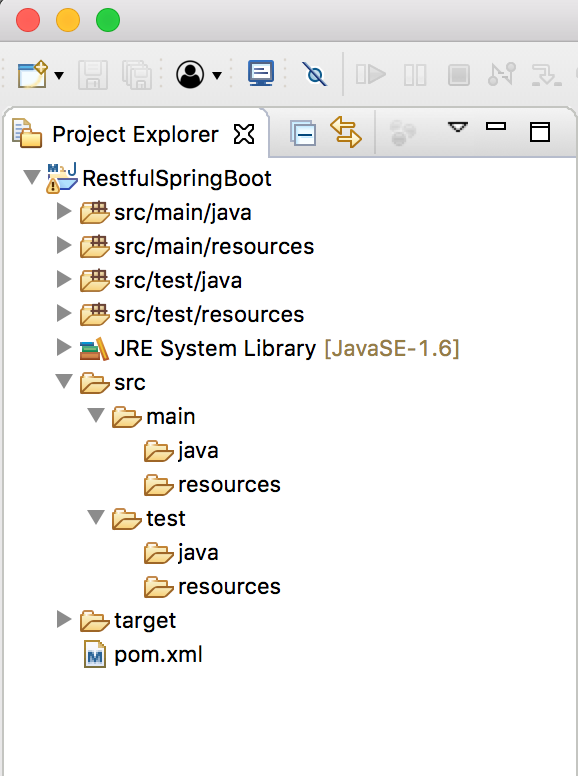 Project Explorer
RestfulSpringBoot
src/main/java
src/main/resources
src/test/java
src/test/resources
JRE System Library [JavaSE-1.6]
src
main
java
resources
test
java
resources
target
pom.xml